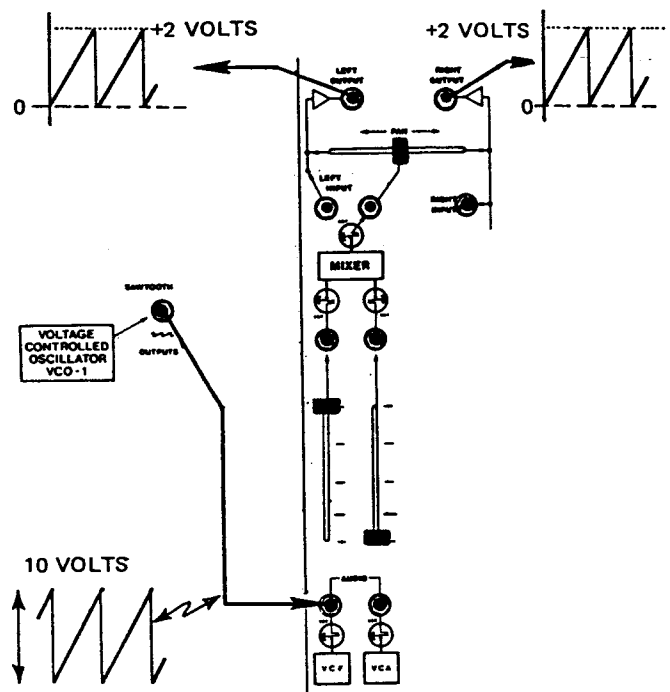 +2 VOLTS
+2 VOLTS
0
0
LEFT
OUTPUT
RIGHT
OUTPUT
PAN
LEFT
INPUT
RIGHT
INPUT
MIXER
SAWTOOTH
OUTPUTS
VOLTAGE
CONTROLLED
OSCILLATOR
VCO-1
10 VOLTS
AUDIO
VCF
VCA